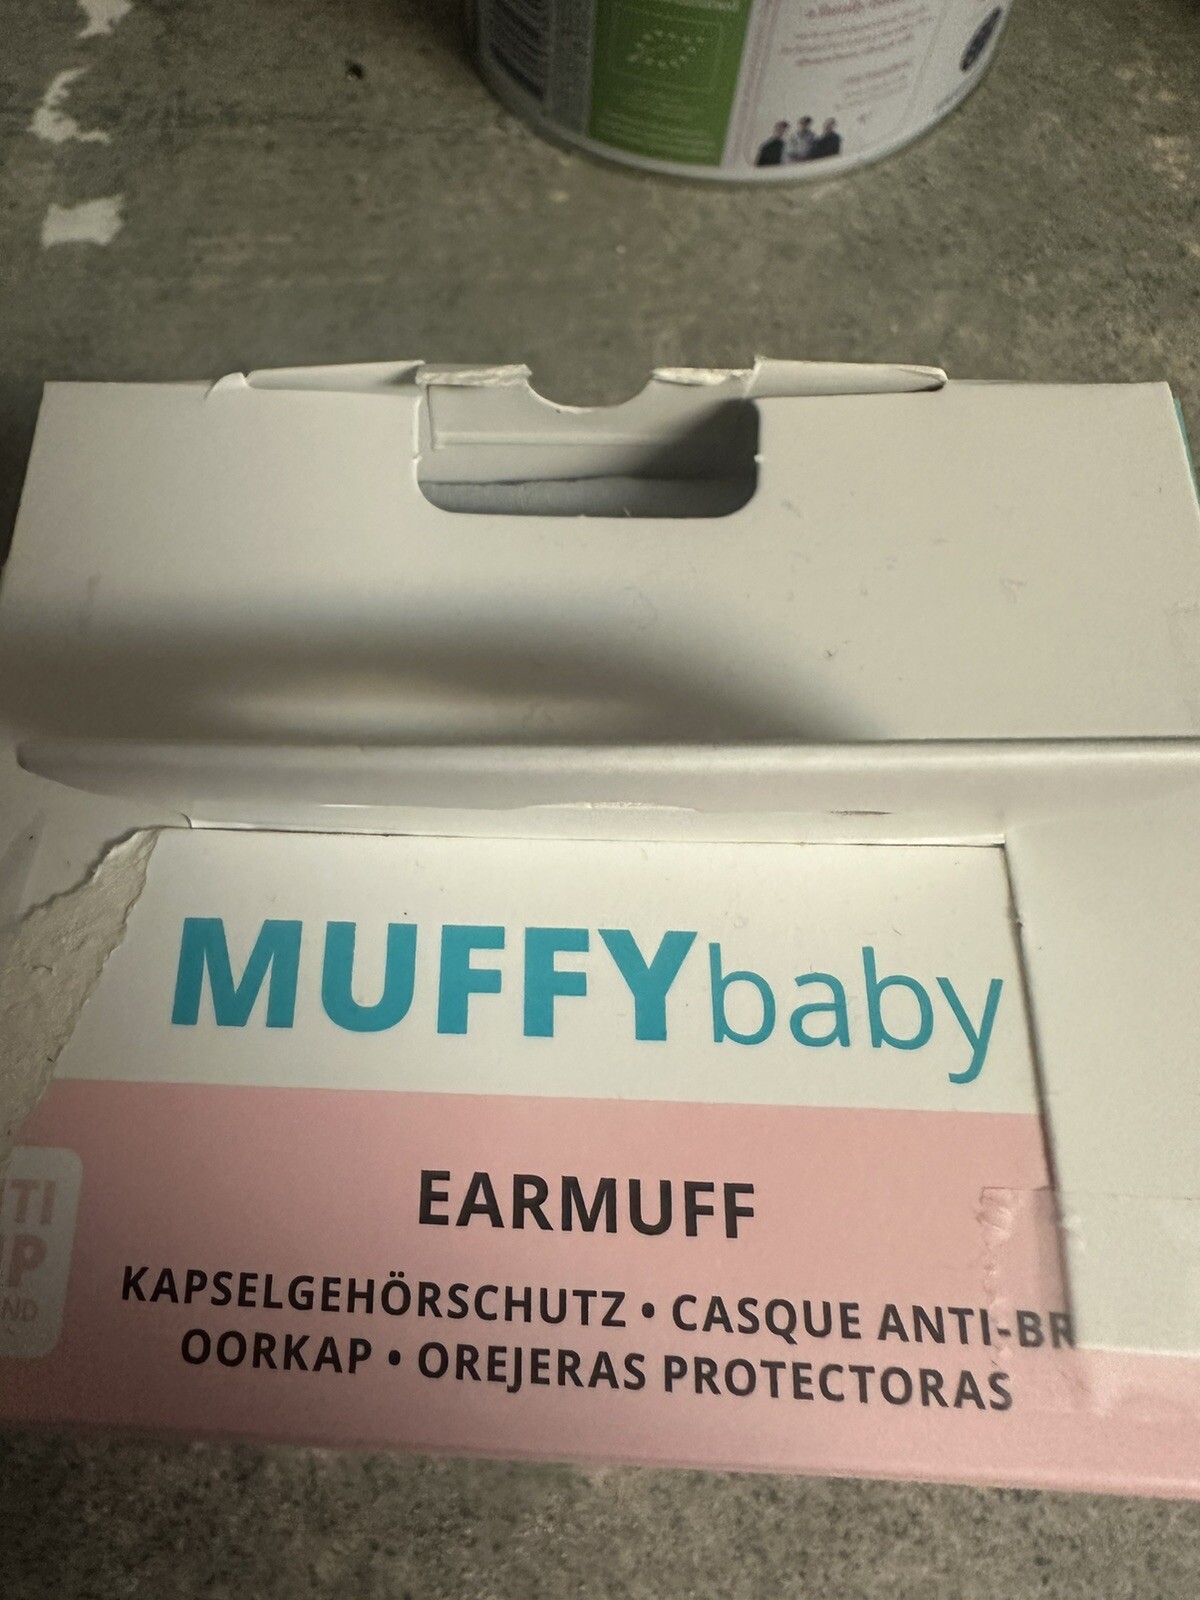 MUFFYbaby
EARMUFF
KAPSELGEHÖRSCHUTZ • CASQUE ANTI-BR
OORKAP • OREJERAS PROTECTORAS